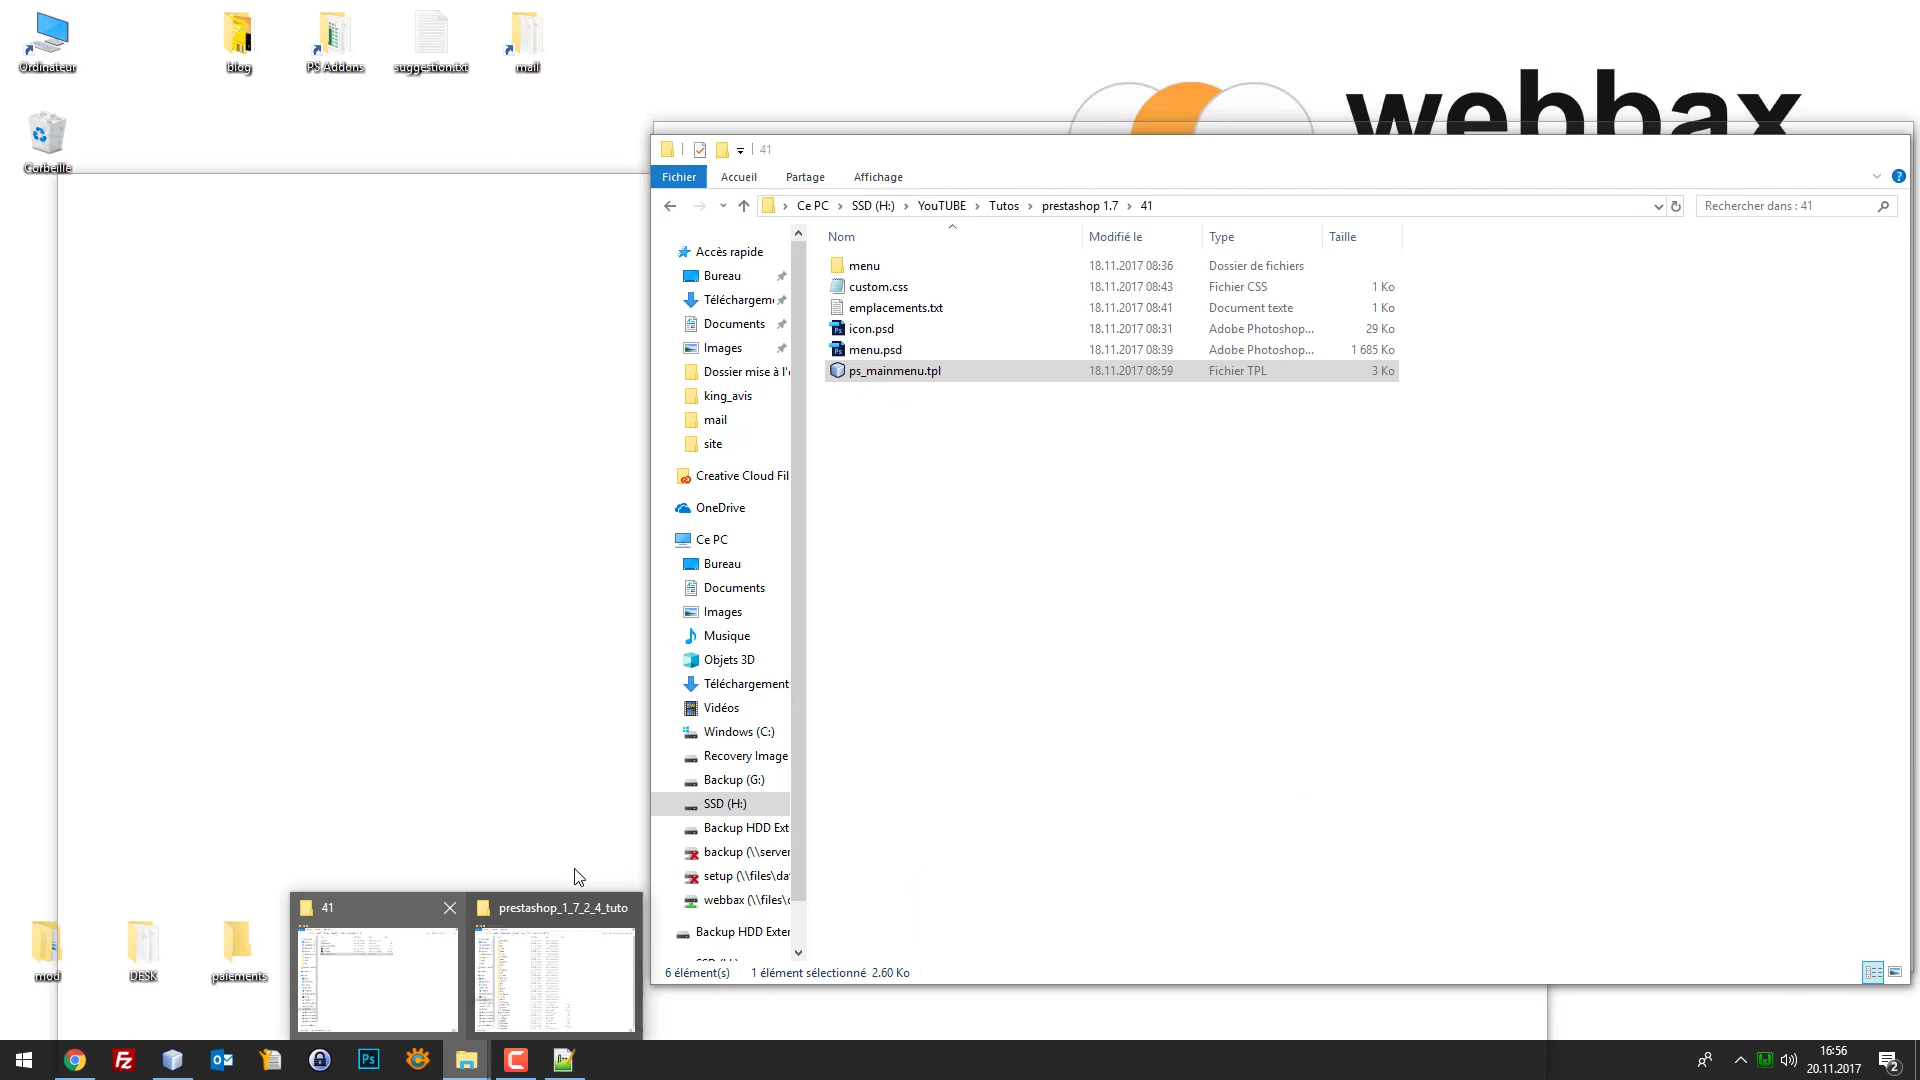 Ordinateur
blog
PS Addons
suggestion.txt
mail
Corbeille
webbax
41
Fichier
Accueil
Partage
Affichage
Ce PC
SSD (H:)
YouTUBE
Tutos
prestashop 1.7
41
Rechercher dans : 41
Nom
Modifié le
Type
Taille
menu 18.11.2017 08:36 Dossier de fichiers
custom.css 18.11.2017 08:43 Fichier CSS 1 Ko
emplacements.txt 18.11.2017 08:41 Document texte 1 Ko
icon.psd 18.11.2017 08:31 Adobe Photoshop... 29 Ko
menu.psd 18.11.2017 08:39 Adobe Photoshop... 1 685 Ko
ps_mainmenu.tpl 18.11.2017 08:59 Fichier TPL 3 Ko
Accès rapide
Bureau
Téléchargem
Documents
Images
Dossier mise à l'
king_avis
mail
site
Creative Cloud Fil
OneDrive
Ce PC
Bureau
Documents
Images
Musique
Objets 3D
Téléchargement
Vidéos
Windows (C:)
Recovery Image
Backup (G:)
SSD (H:)
Backup HDD Ext
backup (\\server
setup (\\files\da
webbax (\\files\
Backup HDD Exter
6 élément(s)
1 élément sélectionné 2.60 Ko
mod
DESK
paiements
41
prestashop_1_7_2_4_tuto
16:56
20.11.2017
2